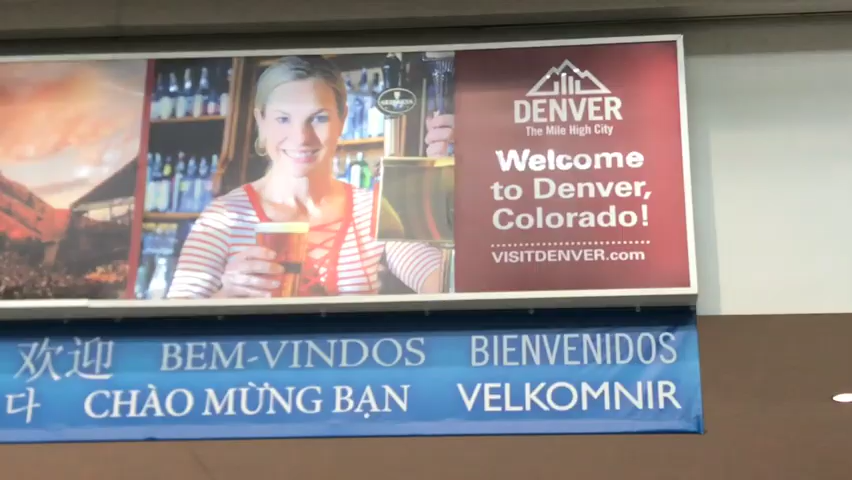 DENVER
The Mile High City
Welcome
to Denver,
Colorado!
VISITDENVER.com
欢迎 BEM-VINDOS BIENVENIDOS
다 CHÀO MỪNG BẠN VELKOMNIR